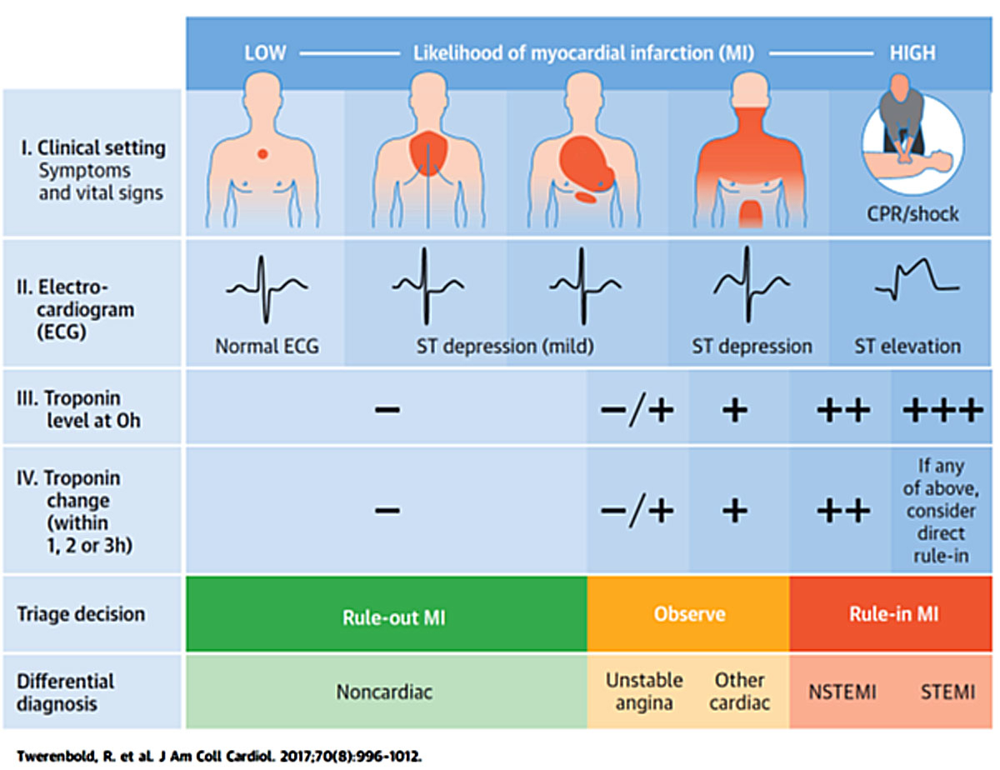 LOW Likelihood of myocardial infarction (MI) HIGH
I. Clinical setting
Symptoms
and vital signs
CPR/shock
II. Electro-
cardiogram
(ECG)
Normal ECG
ST depression (mild)
ST depression
ST elevation
III. Troponin
level at 0h
− −/+ + ++ +++
IV. Troponin
change
(within
1, 2 or 3h)
− −/+ + ++
If any
of above,
consider
direct
rule-in
Triage decision
Rule-out MI
Observe
Rule-in MI
Differential
diagnosis
Noncardiac
Unstable
angina
Other
cardiac
NSTEMI
STEMI
Twerenbold, R. et al. J Am Coll Cardiol. 2017;70(8):996-1012.